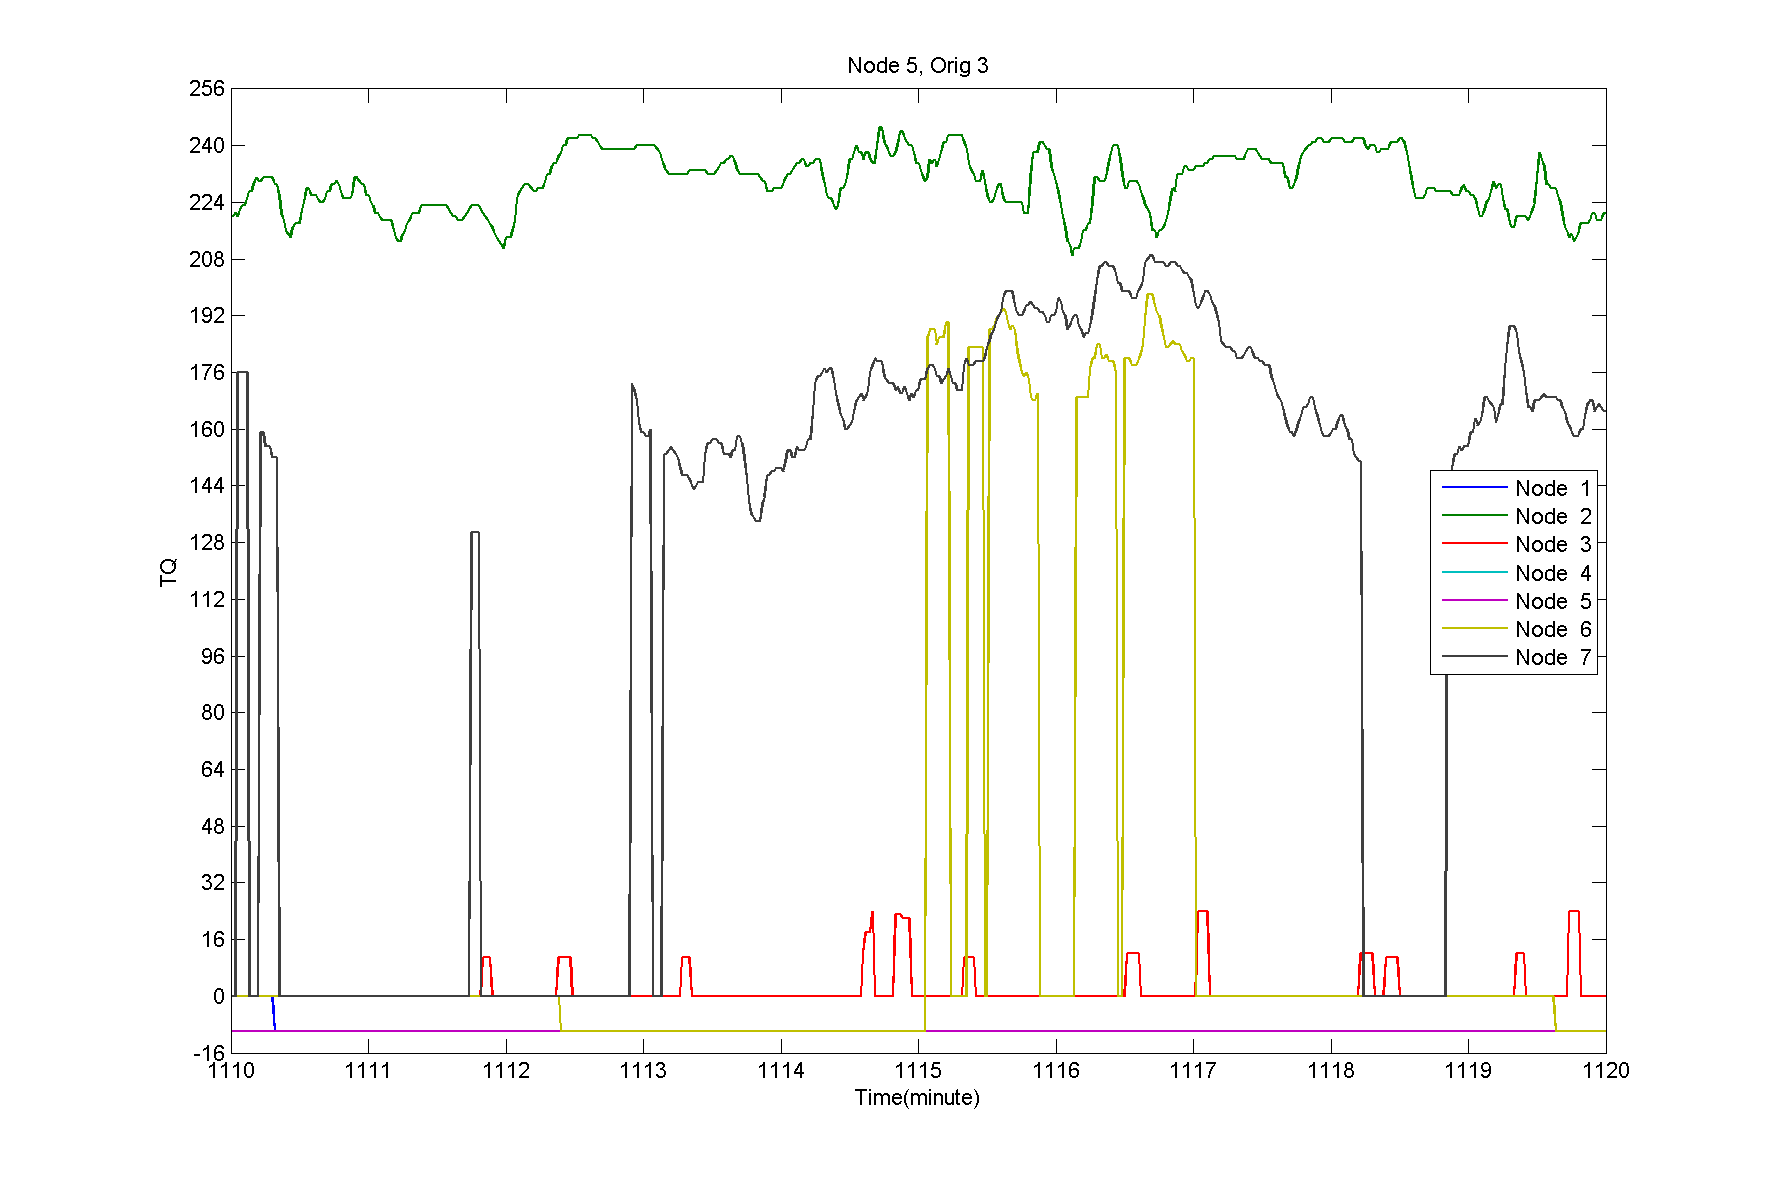 Node 5, Orig 3
256
240
224
208
192
176
160
144
128
112
96
80
64
48
32
16
0
-16
TQ
Node 1
Node 2
Node 3
Node 4
Node 5
Node 6
Node 7
1110 1111 1112 1113 1114 1115 1116 1117 1118 1119 1120
Time(minute)